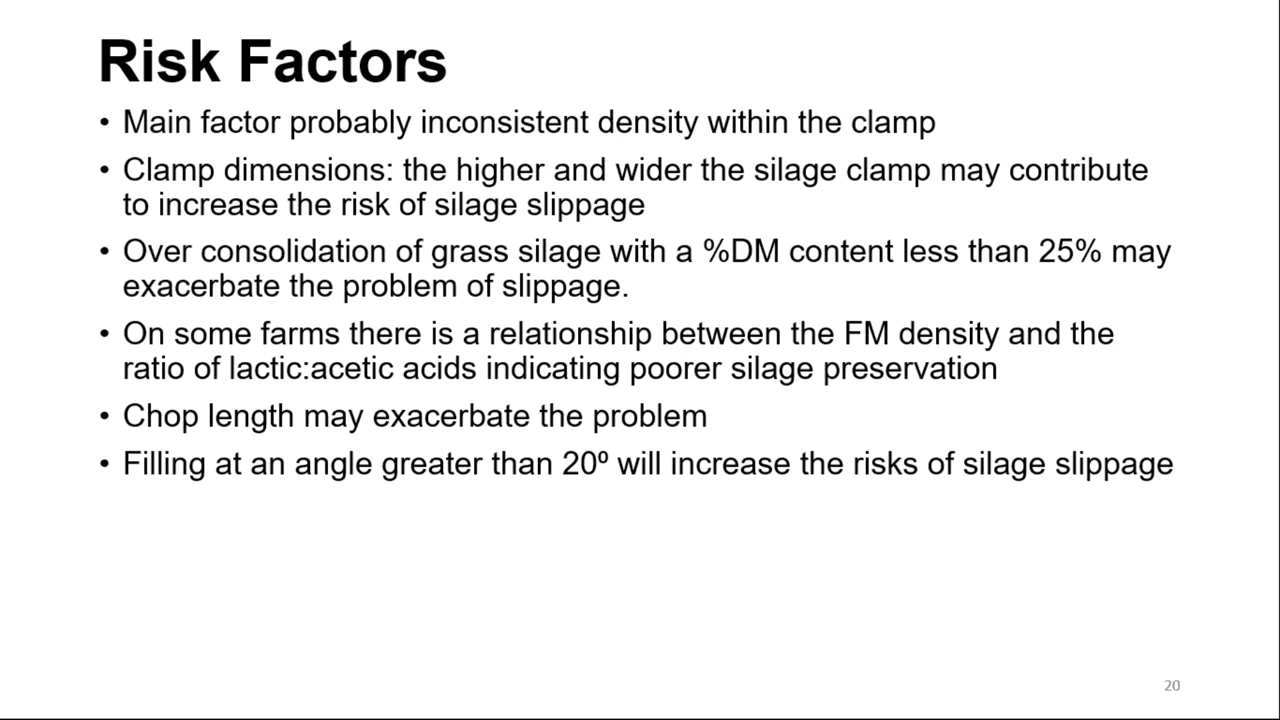 Risk Factors
• Main factor probably inconsistent density within the clamp
• Clamp dimensions: the higher and wider the silage clamp may contribute
to increase the risk of silage slippage
• Over consolidation of grass silage with a %DM content less than 25% may
exacerbate the problem of slippage.
• On some farms there is a relationship between the FM density and the
ratio of lactic:acetic acids indicating poorer silage preservation
• Chop length may exacerbate the problem
• Filling at an angle greater than 20º will increase the risks of silage slippage
20